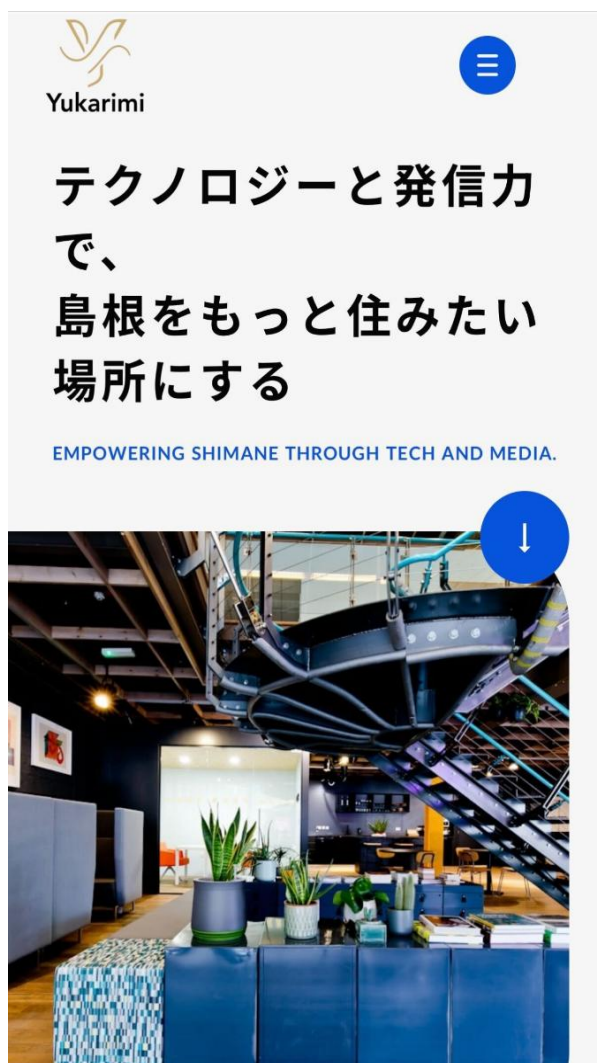 Yukarimi
テクノロジーと発信力
で、
島根をもっと住みたい
場所にする
EMPOWERING SHIMANE THROUGH TECH AND MEDIA.